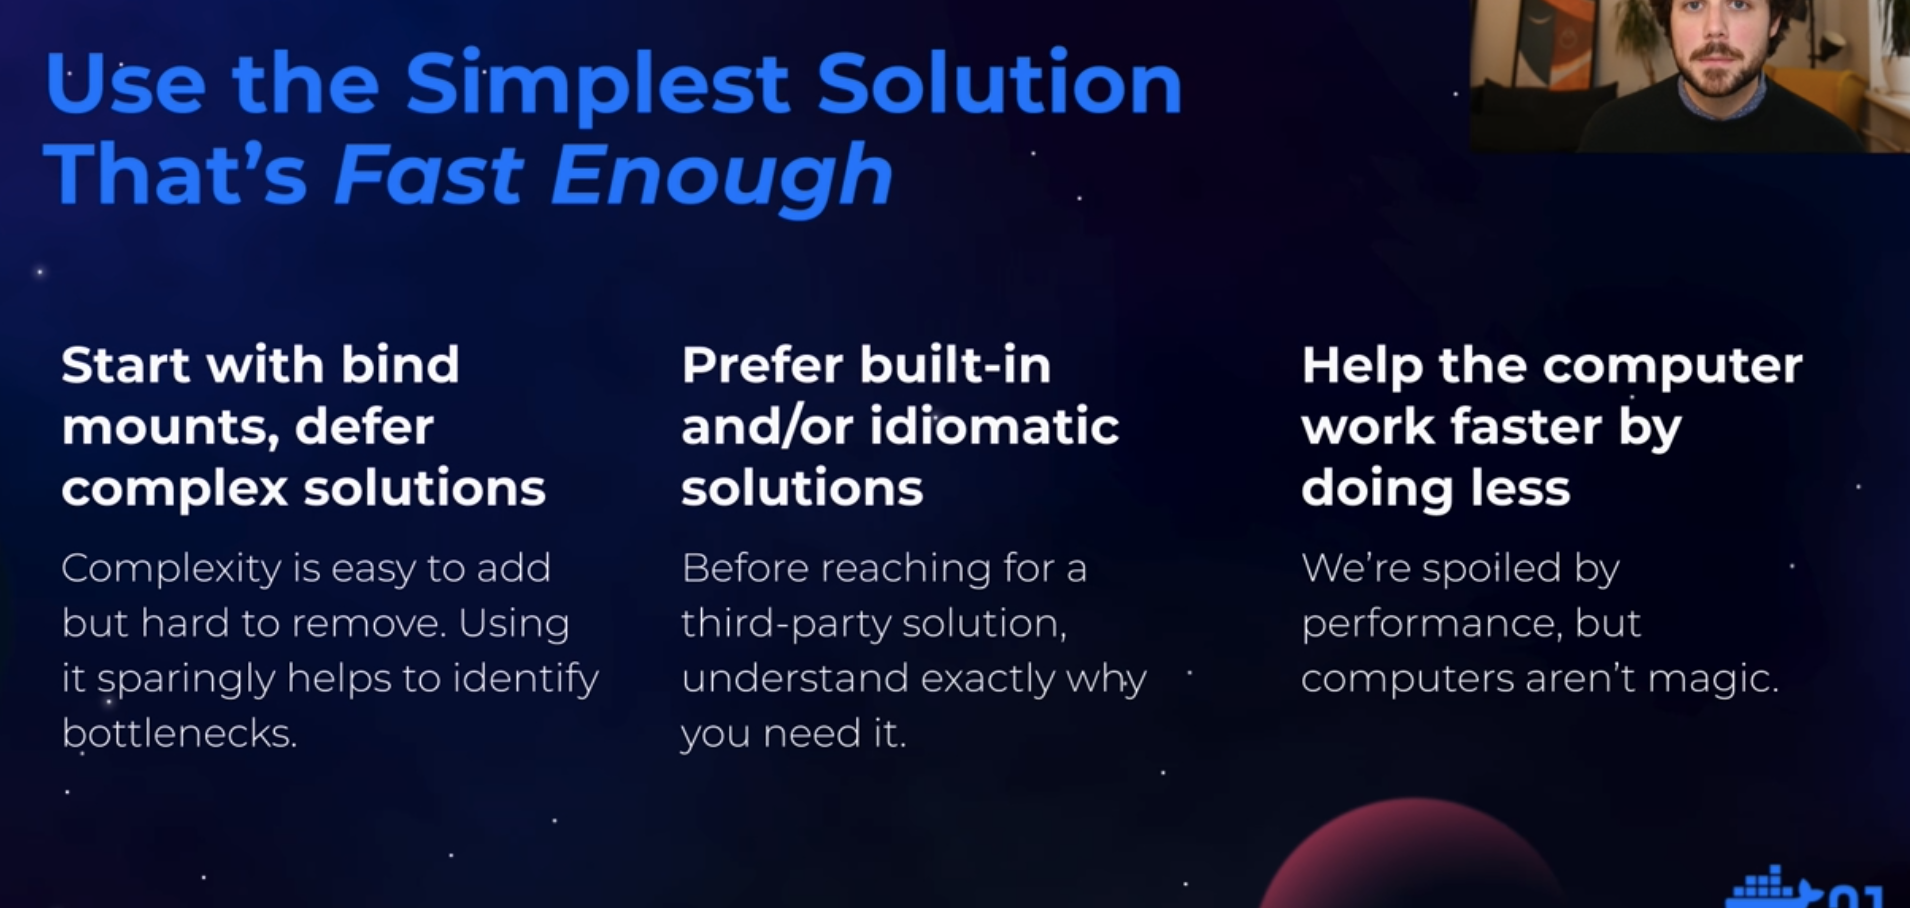 Use the Simplest Solution
That’s Fast Enough
Start with bind
mounts, defer
complex solutions
Complexity is easy to add
but hard to remove. Using
it sparingly helps to identify
bottlenecks.
Prefer built-in
and/or idiomatic
solutions
Before reaching for a
third-party solution,
understand exactly why
you need it.
Help the computer
work faster by
doing less
We’re spoiled by
performance, but
computers aren’t magic.